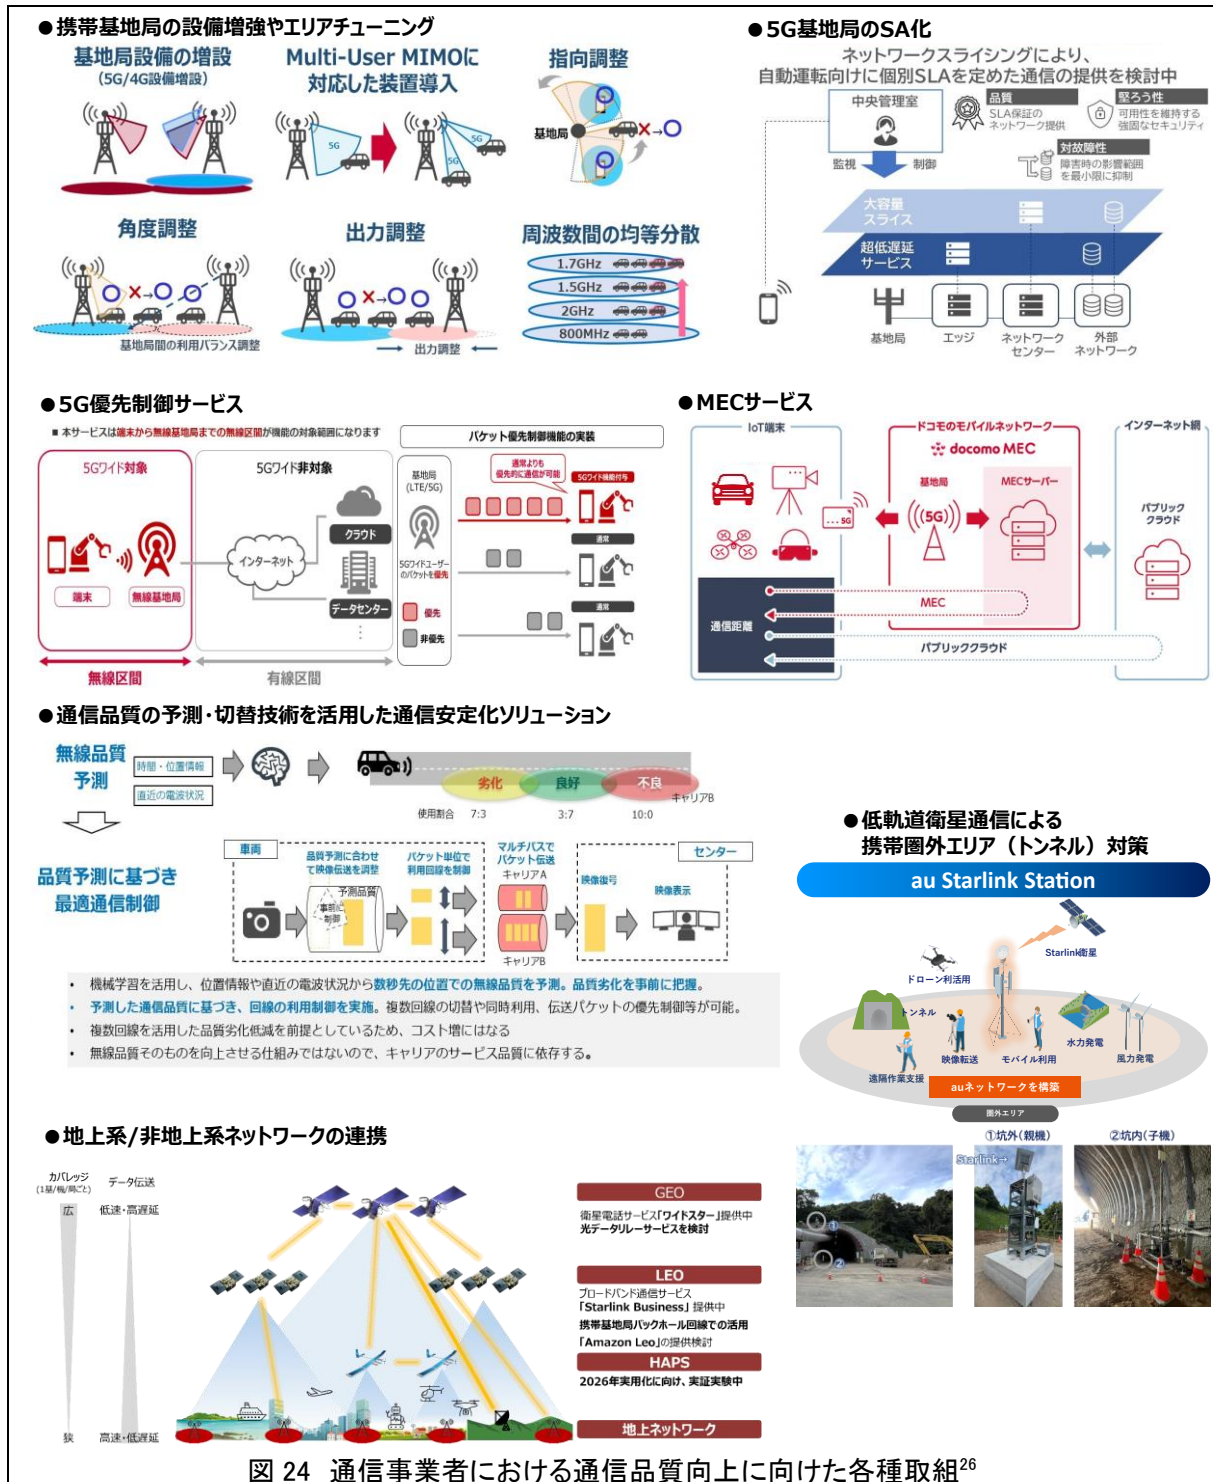 ●携帯基地局の設備増強やエリアチューニング
基地局設備の増設
(5G/4G設備増設)
Multi-User MIMOに
対応した装置導入
5G
5G
5G
指向調整
基地局
×→○
角度調整
○ ×→○ ○
基地局間の利用バランス調整
出力調整
○ ×→○ ○
出力調整
周波数間の均等分散
1.7GHz
1.5GHz
2GHz
800MHz
●5G基地局のSA化
ネットワークスライシングにより、
自動運転向けに個別SLAを定めた通信の提供を検討中
中央管理室
監視
制御
品質
SLA保証の
ネットワーク提供
堅ろう性
可用性を維持する
強固なセキュリティ
対故障性
障害時の影響範囲
を最小限に抑制
大容量
スライス
超低遅延
サービス
基地局
エッジ
ネットワーク
センター
外部
ネットワーク
●5G優先制御サービス
■ 本サービスは端末から無線基地局までの無線区間が機能の対象範囲になります
5Gワイド対象
端末
無線基地局
無線区間
5Gワイド非対象
インターネット
クラウド
データセンター
有線区間
パケット優先制御機能の実装
基地局
(LTE/5G)
5Gワイドユーザー
のパケットを優先
優先
非優先
通常よりも
優先的に通信が可能
5Gワイド機能付与
通常
通常
●MECサービス
IoT端末
...5G
ドコモのモバイルネットワーク
docomo MEC
基地局
5G
MECサーバー
インターネット網
パブリック
クラウド
通信距離
MEC
パブリッククラウド
●通信品質の予測・切替技術を活用した通信安定化ソリューション
無線品質
予測
時間・位置情報
直近の電波状況
劣化
良好
不良
キャリアB
使用割合
7:3
3:7
10:0
品質予測に基づき
最適通信制御
車両
品質予測に合わせ
て映像伝送を調整
予測品質
事前に
制御
パケット単位で
利用回線を制御
マルチパスで
パケット伝送
キャリアA
キャリアB
センター
映像復号
映像表示
• 機械学習を活用し、位置情報や直近の電波状況から数秒先の位置での無線品質を予測。品質劣化を事前に把握。
• 予測した通信品質に基づき、回線の利用制御を実施。複数回線の切替や同時利用、伝送パケットの優先制御等が可能。
• 複数回線を活用した品質劣化低減を前提としているため、コスト増にはなる
• 無線品質そのものを向上させる仕組みではないので、キャリアのサービス品質に依存する。
●低軌道衛星通信による
携帯圏外エリア（トンネル）対策
au Starlink Station
Starlink衛星
ドローン利活用
トンネル
遠隔作業支援
映像転送
モバイル利用
水力発電
風力発電
auネットワークを構築
圏外エリア
①坑外(親機)
②坑内(子機)
Starlink→
①
②
●地上系/非地上系ネットワークの連携
カバレッジ
(1基/機/局ごと)
データ伝送
広
低速・高遅延
狭
高速・低遅延
GEO
衛星電話サービス「ワイドスター」提供中
光データリレーサービスを検討
LEO
ブロードバンド通信サービス
「Starlink Business」提供中
携帯基地局バックホール回線での活用
「Amazon Leo」の提供検討
HAPS
2026年実用化に向け、実証実験中
地上ネットワーク
図 24 通信事業者における通信品質向上に向けた各種取組26